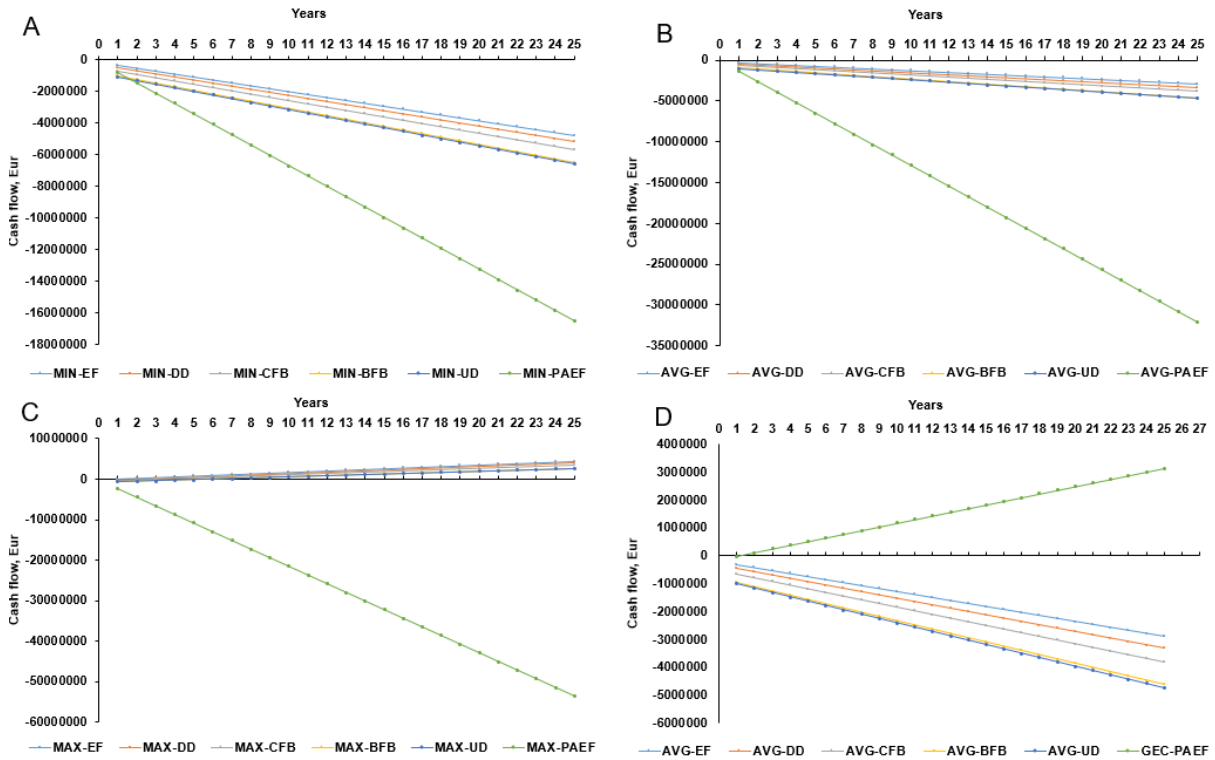 A
Years
0 1 2 3 4 5 6 7 8 9 10 11 12 13 14 15 16 17 18 19 20 21 22 23 24 25
0
-2000000
-4000000
-6000000
-8000000
-10000000
-12000000
-14000000
-16000000
-18000000
Cash flow, Eur
MIN-EF MIN-DD MIN-CFB MIN-BFB MIN-UD MIN-PAEF
B
Years
0 1 2 3 4 5 6 7 8 9 10 11 12 13 14 15 16 17 18 19 20 21 22 23 24 25
0
-5000000
-10000000
-15000000
-20000000
-25000000
-30000000
-35000000
Cash flow, Eur
AVG-EF AVG-DD AVG-CFB AVG-BFB AVG-UD AVG-PAEF
C
Years
0 1 2 3 4 5 6 7 8 9 10 11 12 13 14 15 16 17 18 19 20 21 22 23 24 25
10000000
0
-10000000
-20000000
-30000000
-40000000
-50000000
-60000000
Cash flow, Eur
MAX-EF MAX-DD MAX-CFB MAX-BFB MAX-UD MAX-PAEF
D
Years
0 1 2 3 4 5 6 7 8 9 10 11 12 13 14 15 16 17 18 19 20 21 22 23 24 25 26 27
4000000
3000000
2000000
1000000
0
-1000000
-2000000
-3000000
-4000000
-5000000
-6000000
Cash flow, Eur
AVG-EF AVG-DD AVG-CFB AVG-BFB AVG-UD GEC-PAEF